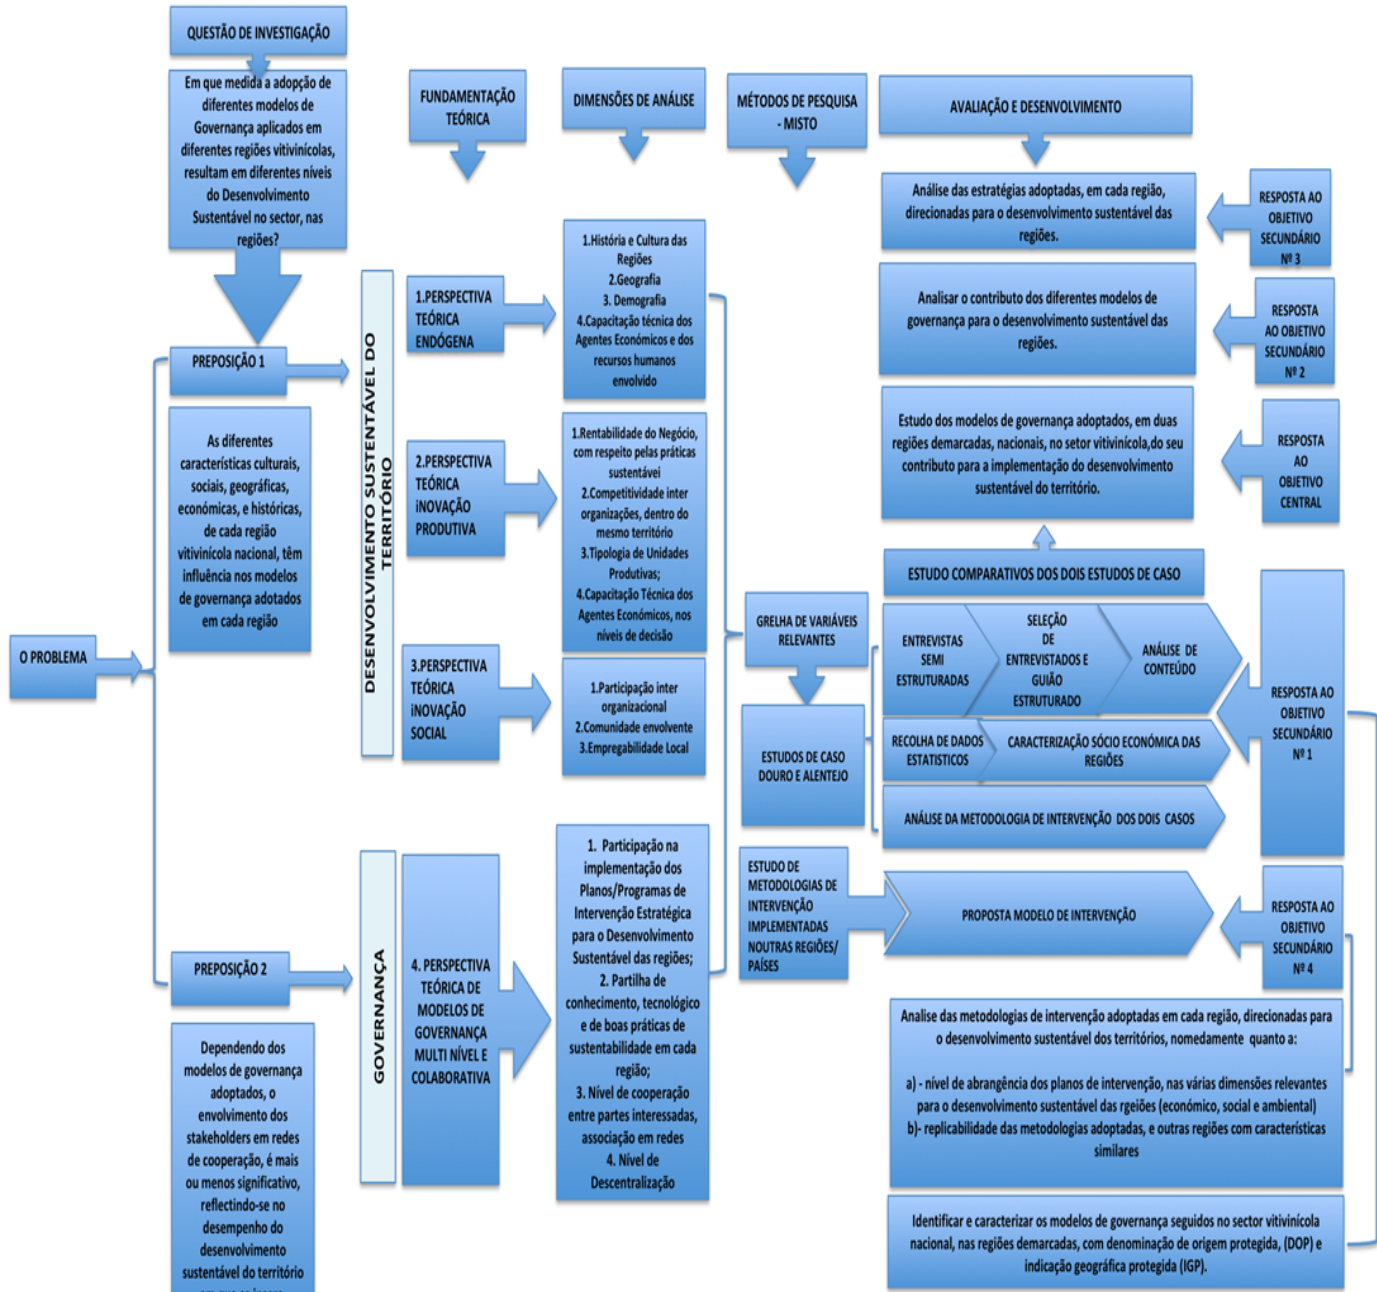 QUESTÃO DE INVESTIGAÇÃO
Em que medida a adopção de
diferentes modelos de
Governança aplicados em
diferentes regiões vitivinícolas,
resultam em diferentes níveis
do Desenvolvimento
Sustentável no sector, nas
regiões?
FUNDAMENTAÇÃO
TEÓRICA
DIMENSÕES DE ANÁLISE
MÉTODOS DE PESQUISA
- MISTO
AVALIAÇÃO E DESENVOLVIMENTO
O PROBLEMA
PREPOSIÇÃO 1
As diferentes
características culturais,
sociais, geográficas,
económicas, e históricas,
de cada região
vitivinícola nacional, têm
influência nos modelos
de governança adotados
em cada região
PREPOSIÇÃO 2
Dependendo dos
modelos de governança
adoptados, o
envolvimento dos
stakeholders em redes
de cooperação, é mais
ou menos significativo,
reflectindo-se no
desempenho do
desenvolvimento
sustentável do território
DESENVOLVIMENTO SUSTENTÁVEL DO
TERRITÓRIO
GOVERNANÇA
1.PERSPECTIVA
TEÓRICA
ENDÓGENA
2.PERSPECTIVA
TEÓRICA
iNOVAÇÃO
PRODUTIVA
3.PERSPECTIVA
TEÓRICA
iNOVAÇÃO
SOCIAL
4. PERSPECTIVA
TEÓRICA DE
MODELOS DE
GOVERNANÇA
MULTI NÍVEL E
COLABORATIVA
1.História e Cultura das
Regiões
2.Geografia
3. Demografia
4.Capacitação técnica dos
Agentes Económicos e dos
recursos humanos
envolvido
1.Rentabilidade do Negócio,
com respeito pelas práticas
sustentável
2.Competitividade inter
organizações, dentro do
mesmo território
3.Tipologia de Unidades
Produtivas;
4.Capacitação Técnica dos
Agentes Económicos, nos
níveis de decisão
1.Participação inter
organizacional
2.Comunidade envolvente
3.Empregabilidade Local
1. Participação na
implementação dos
Planos/Programas de
Intervenção Estratégica
para o Desenvolvimento
Sustentável das regiões;
2. Partilha de
conhecimento, tecnológico
e de boas práticas de
sustentabilidade em cada
região;
3. Nível de cooperação
entre partes interessadas,
associação em redes
4. Nível de
Descentralização
GRELHA DE VARIÁVEIS
RELEVANTES
ESTUDOS DE CASO
DOURO E ALENTEJO
ESTUDO DE
METODOLOGIAS DE
INTERVENÇÃO
IMPLEMENTADAS
NOUTRAS REGIÕES/
PAÍSES
Análise das estratégias adoptadas, em cada região,
direcionadas para o desenvolvimento sustentável das
regiões.
RESPOSTA AO
OBJETIVO
SECUNDÁRIO
Nº 3
Analisar o contributo dos diferentes modelos de
governança para o desenvolvimento sustentável das
regiões.
RESPOSTA
AO OBJETIVO
SECUNDÁRIO
Nº 2
Estudo dos modelos de governança adoptados, em duas
regiões demarcadas, nacionais, no setor vitivinícola,do seu
contributo para a implementação do desenvolvimento
sustentável do território.
RESPOSTA
AO
OBJETIVO
CENTRAL
ESTUDO COMPARATIVOS DOS DOIS ESTUDOS DE CASO
ENTREVISTAS
SEMI
ESTRUTURADAS
SELEÇÃO
DE
ENTREVISTADOS E
GUIÃO
ESTRUTURADO
ANÁLISE DE
CONTEÚDO
RECOLHA DE DADOS
ESTATISTICOS
CARACTERIZAÇÃO SÓCIO ECONÓMICA DAS
REGIÕES
ANÁLISE DA METODOLOGIA DE INTERVENÇÃO DOS DOIS CASOS
RESPOSTA AO
OBJETIVO
SECUNDÁRIO
Nº 1
PROPOSTA MODELO DE INTERVENÇÃO
RESPOSTA AO
OBJETIVO
SECUNDÁRIO
Nº 4
Analise das metodologias de intervenção adoptadas em cada região, direcionadas para
o desenvolvimento sustentável dos territórios, nomedamente quanto a:
a) - nível de abrangência dos planos de intervenção, nas várias dimensões relevantes
para o desenvolvimento sustentável das rgeiões (económico, social e ambiental)
b)- replicabilidade das metodologias adoptadas, e outras regiões com características
similares
Identificar e caracterizar os modelos de governança seguidos no sector vitivinícola
nacional, nas regiões demarcadas, com denominação de origem protegida, (DOP) e
indicação geográfica protegida (IGP).